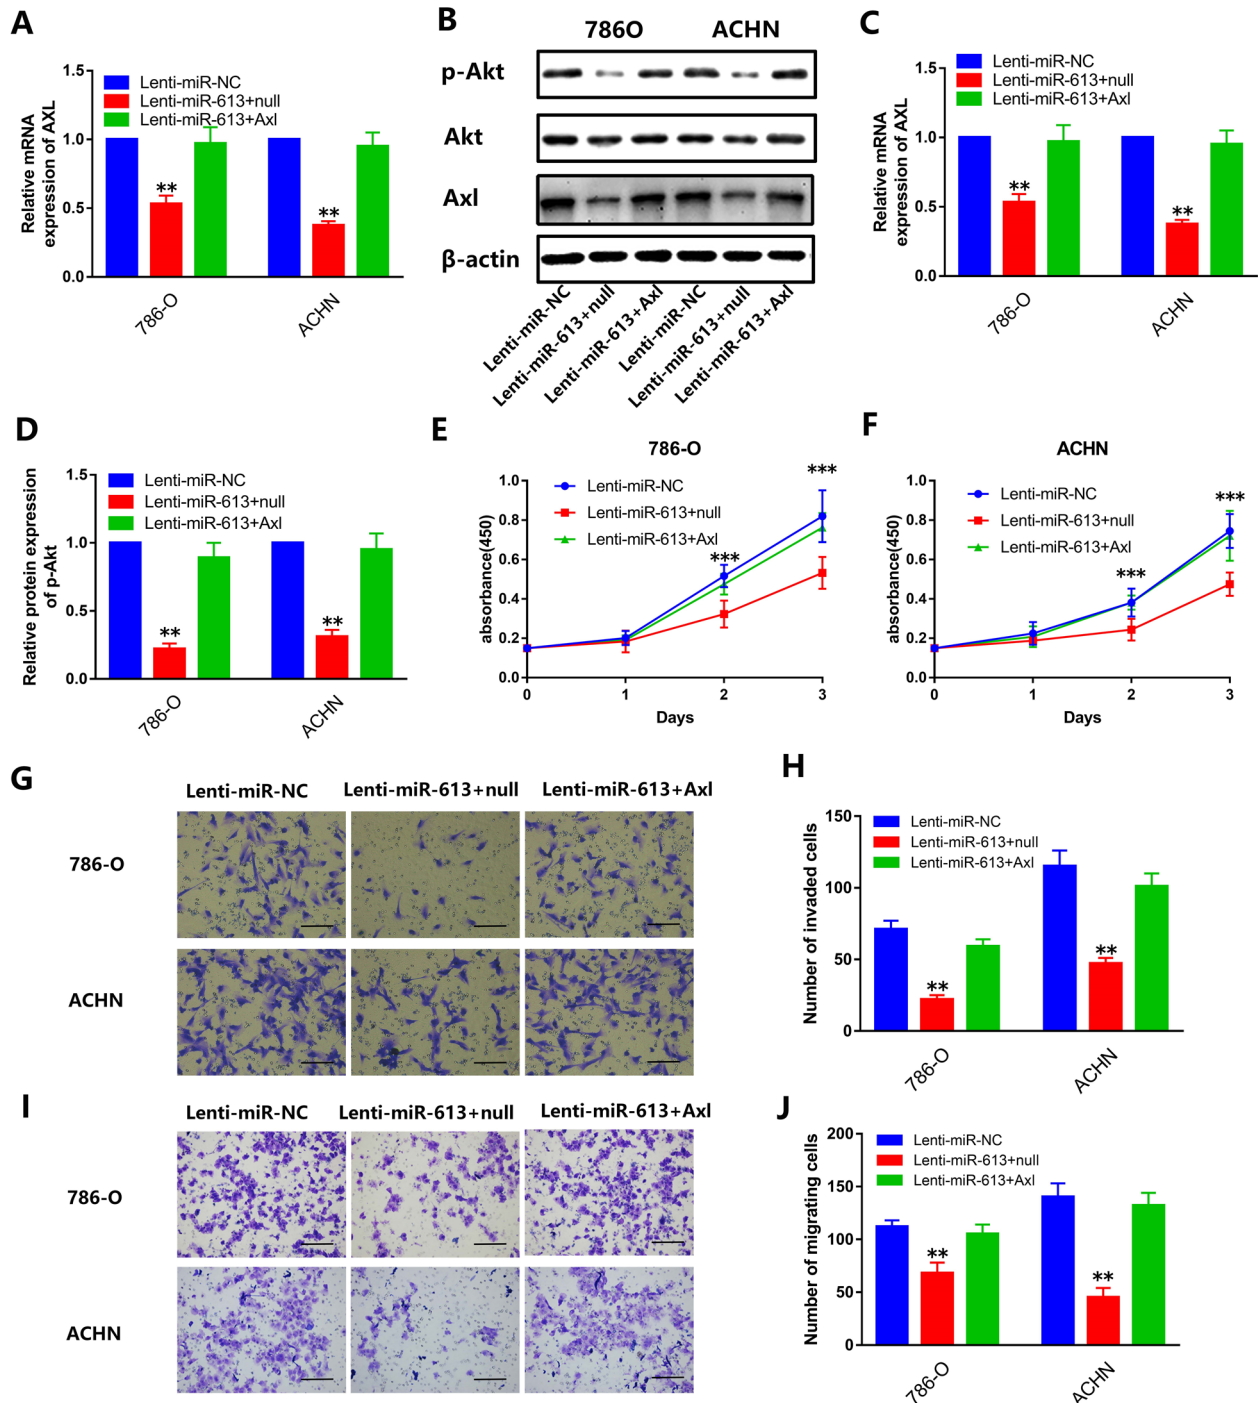 A
1.5
1.0
0.5
0.0
Relative mRNA
expression of AXL
Lenti-miR-NC
Lenti-miR-613+null
Lenti-miR-613+Axl
**
**
786-O
ACHN
B
786O
ACHN
p-Akt
Akt
Axl
β-actin
Lenti-miR-NC
Lenti-miR-613+null
Lenti-miR-613+Axl
Lenti-miR-NC
Lenti-miR-613+null
Lenti-miR-613+Axl
C
1.5
1.0
0.5
0.0
Relative mRNA
expression of AXL
Lenti-miR-NC
Lenti-miR-613+null
Lenti-miR-613+Axl
**
**
786-O
ACHN
D
1.5
1.0
0.5
0.0
Relative protein expression
of p-Akt
Lenti-miR-NC
Lenti-miR-613+null
Lenti-miR-613+Axl
**
**
786-O
ACHN
E
786-O
1.0
0.8
0.6
0.4
0.2
0.0
absorbance(450)
Lenti-miR-NC
Lenti-miR-613+null
Lenti-miR-613+Axl
***
***
0 1 2 3
Days
F
ACHN
1.0
0.8
0.6
0.4
0.2
0.0
absorbance(450)
Lenti-miR-NC
Lenti-miR-613+null
Lenti-miR-613+Axl
***
***
0 1 2 3
Days
G
Lenti-miR-NC Lenti-miR-613+null Lenti-miR-613+Axl
786-O
ACHN
H
150
100
50
0
Number of invaded cells
Lenti-miR-NC
Lenti-miR-613+null
Lenti-miR-613+Axl
**
**
786-O
ACHN
I
Lenti-miR-NC Lenti-miR-613+null Lenti-miR-613+Axl
786-O
ACHN
J
200
150
100
50
0
Number of migrating cells
Lenti-miR-NC
Lenti-miR-613+null
Lenti-miR-613+Axl
**
**
786-O
ACHN